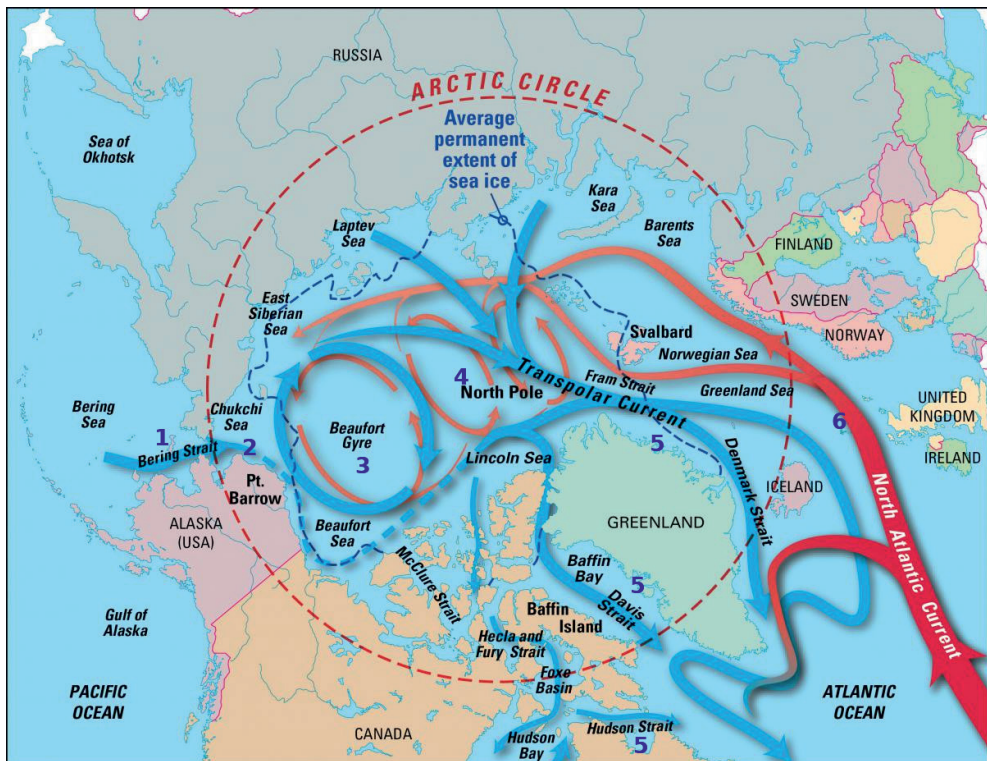 RUSSIA
ARCTIC CIRCLE
Average
permanent
extent of
sea ice
Sea of
Okhotsk
Kara
Sea
Laptev
Sea
Barents
Sea
FINLAND
East
Siberian
Sea
SWEDEN
Svalbard
NORWAY
Norwegian Sea
4
North Pole
Transpolar Current
Fram Strait
Greenland Sea
UNITED
KINGDOM
Bering
Sea
Chukchi
Sea
1
Bering Strait
2
Beaufort
Gyre
3
5
6
IRELAND
Lincoln Sea
Pt.
Barrow
Denmark Strait
ICELAND
ALASKA
(USA)
Beaufort
Sea
GREENLAND
North Atlantic Current
McClure Strait
Baffin
Bay
5
Davis
Strait
Gulf of
Alaska
Baffin
Island
Hecla and
Fury Strait
Foxe
Basin
PACIFIC
OCEAN
ATLANTIC
OCEAN
CANADA
Hudson
Bay
Hudson Strait
5